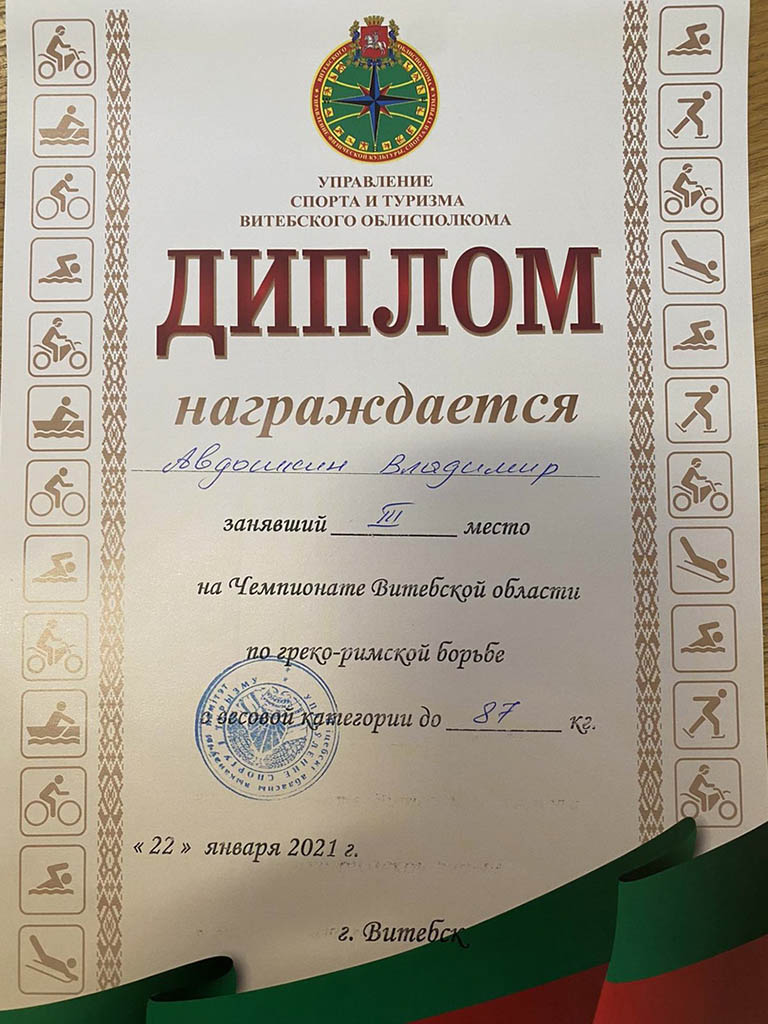 УПРАВЛЕНИЕ
СПОРТА И ТУРИЗМА
ВИТЕБСКОГО ОБЛИСПОЛКОМА
ДИПЛОМ
награждается
Авдошкин Владимир
занявший III место
на Чемпионате Витебской области
по греко-римской борьбе
в весовой категории до 87 кг.
« 22 » января 2021 г.
г. Витебск